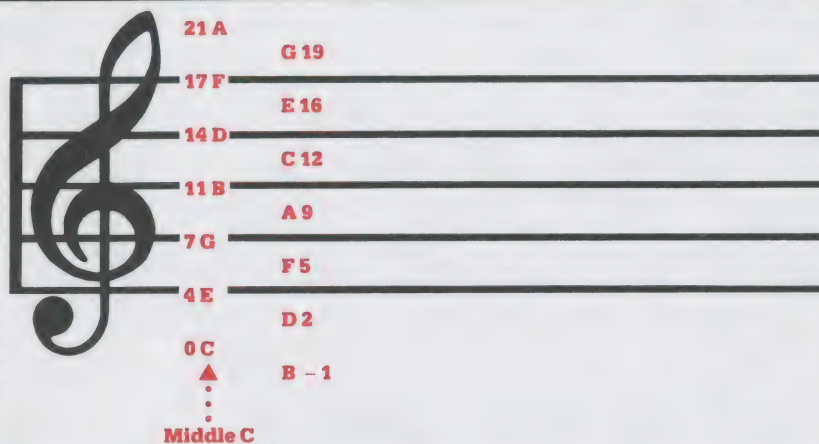 21 A
G 19
17 F
E 16
14 D
C 12
11 B
A 9
7 G
F 5
4 E
D 2
0 C
B – 1
Middle C